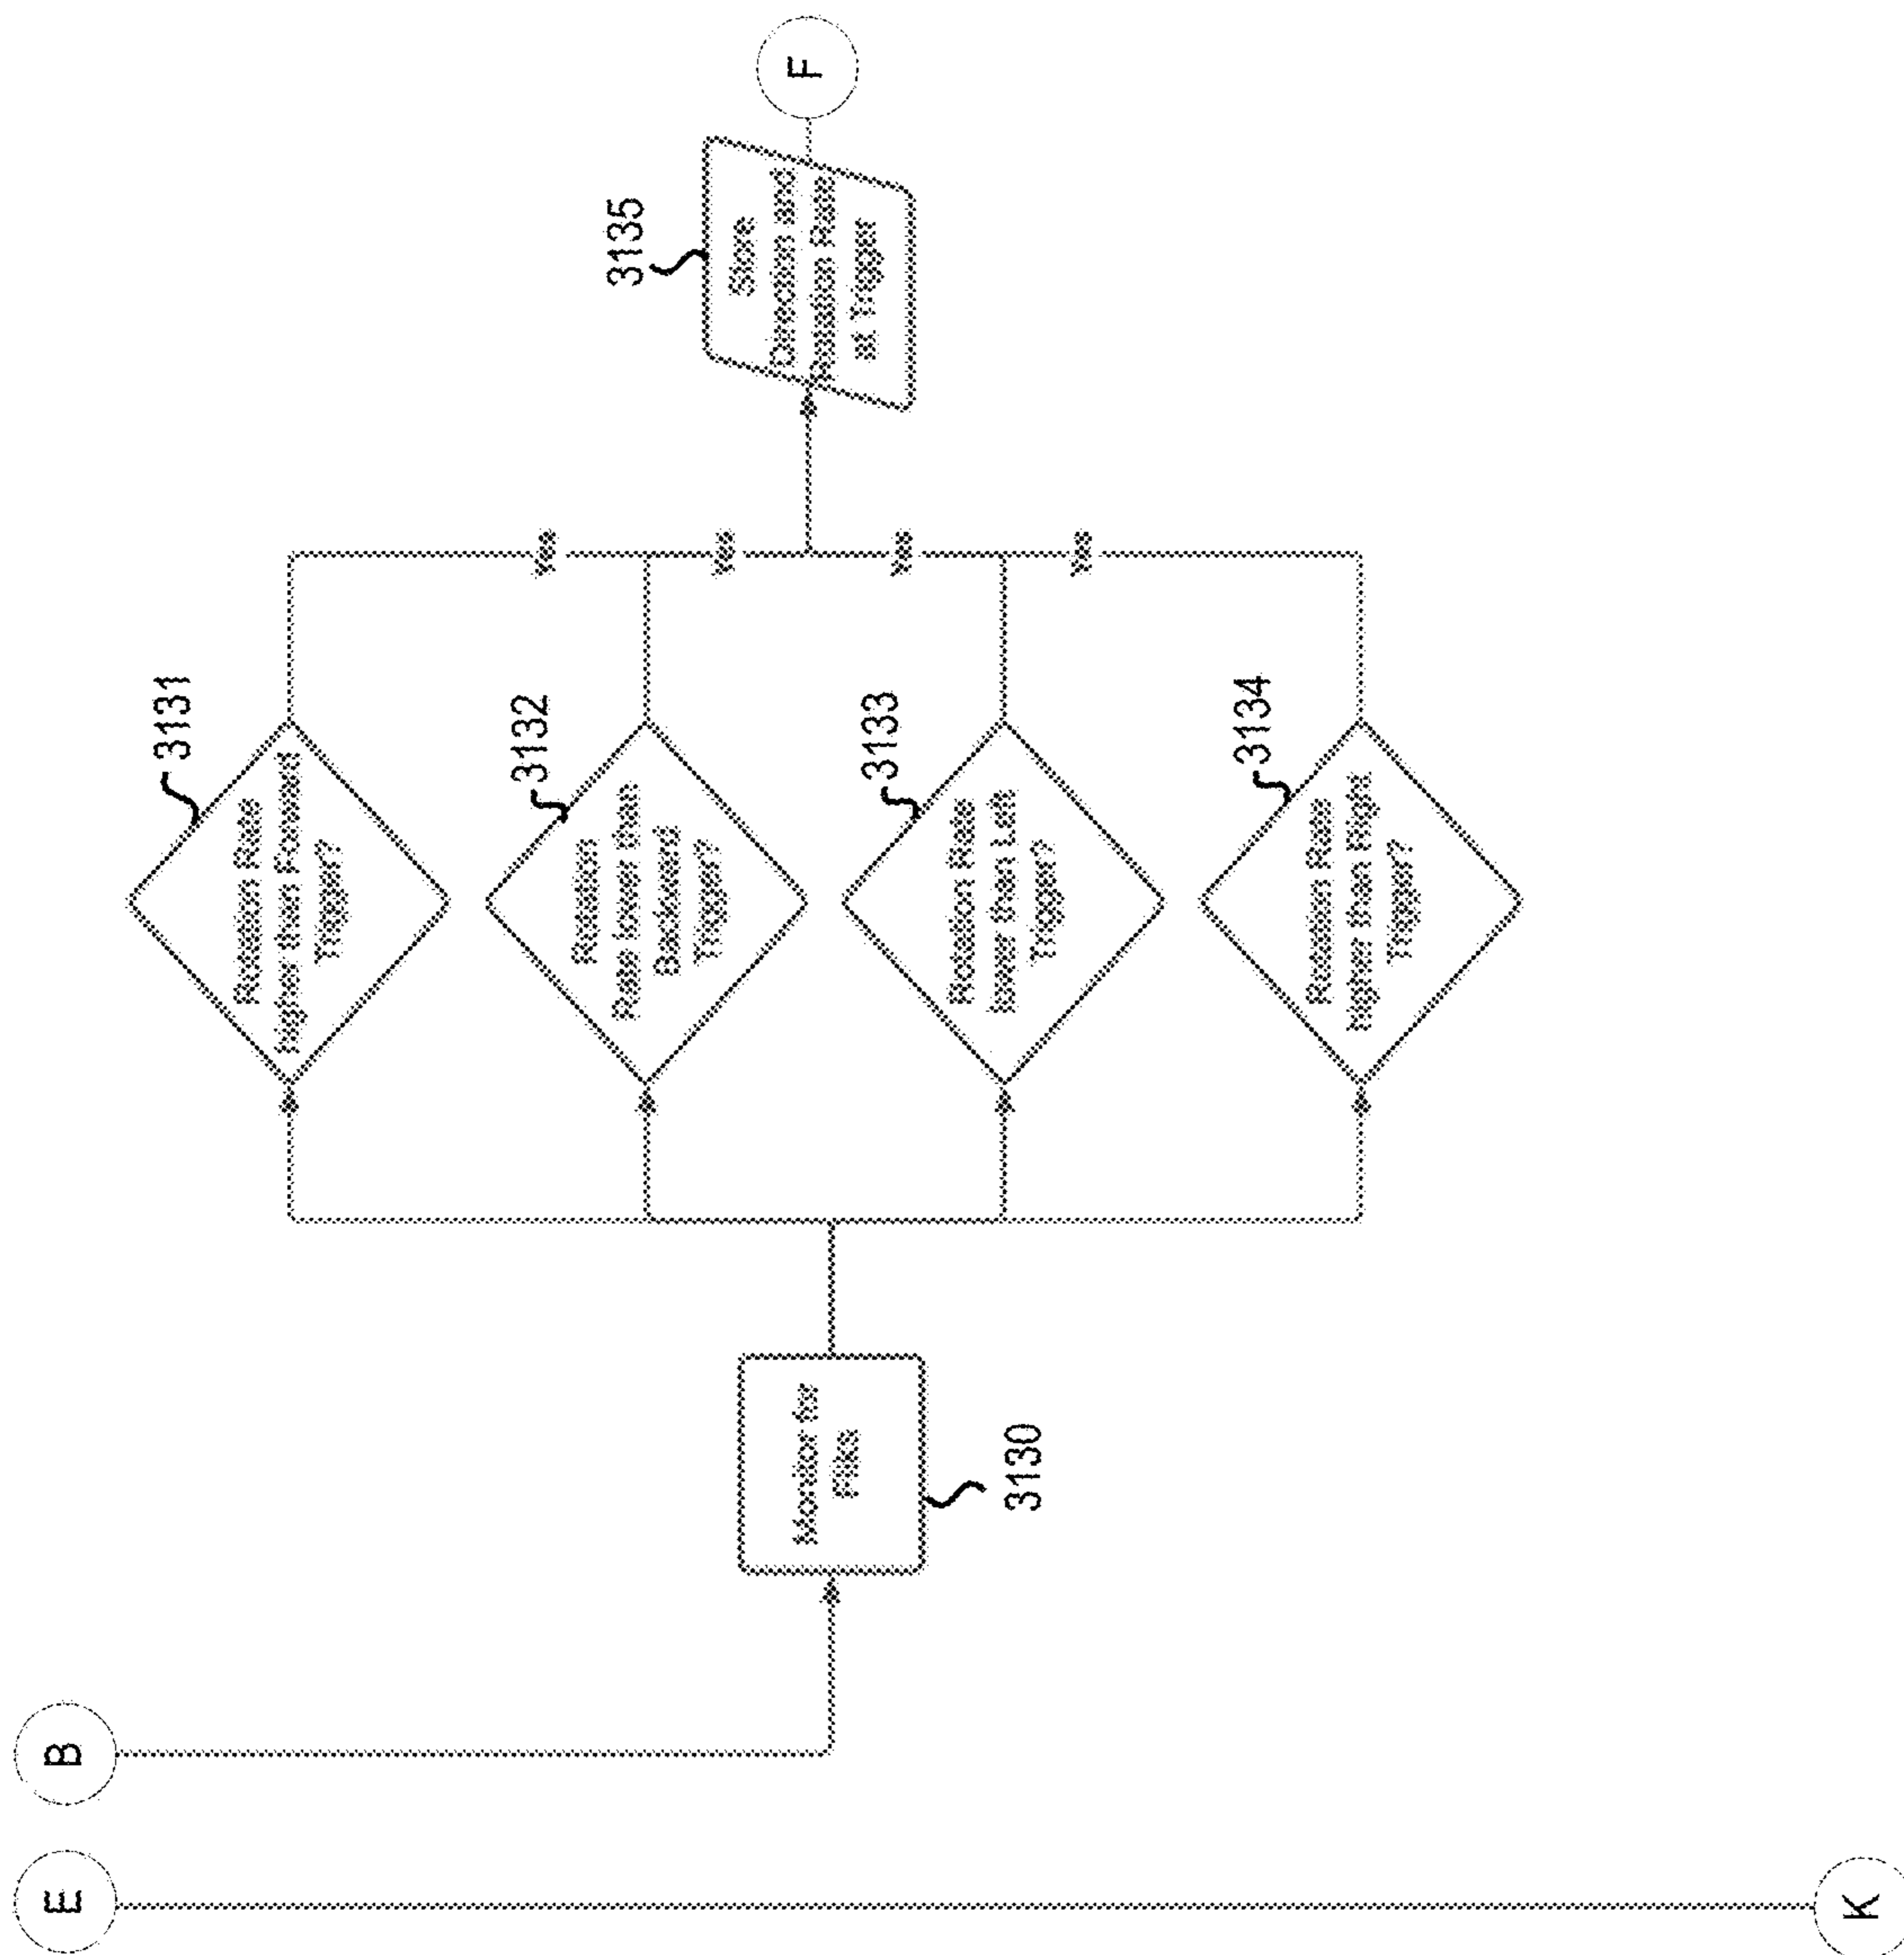 E
B
K
Monitor for
Flicks
3130
Rotation Rate
higher than Forward
Trigger?
3131
Rotation
Rate lower than
Backward
Trigger?
3132
Rotation Rate
lower than Left
Trigger?
3133
Rotation Rate
higher than Right
Trigger?
3134
yes
yes
yes
yes
Store
Direction and
Position Rate
at Trigger
3135
F